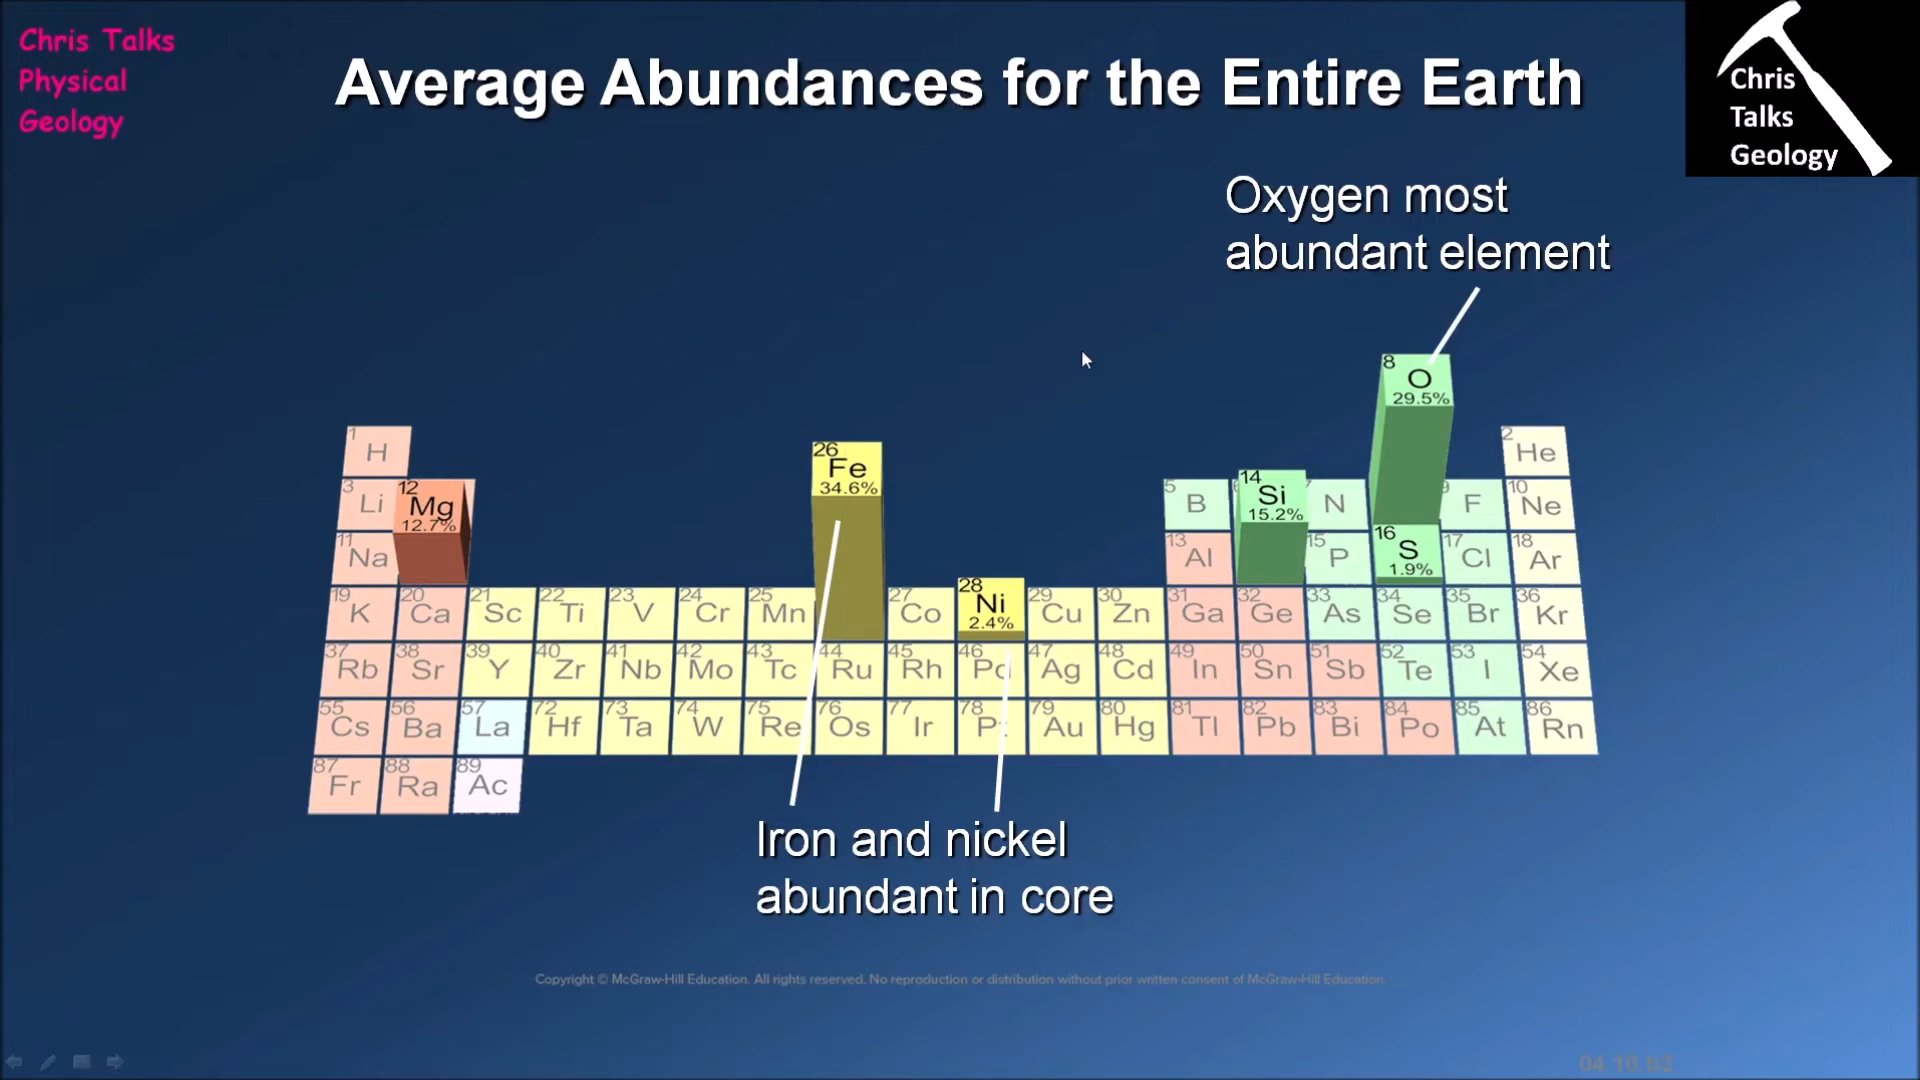 Chris Talks
Physical
Geology
Average Abundances for the Entire Earth
Chris
Talks
Geology
Oxygen most
abundant element
8
O
29.5%
1
H
2
He
3
Li
12
Mg
12.7%
26
Fe
34.6%
5
B
14
Si
15.2%
N
9
F
10
Ne
11
Na
13
Al
15
P
16
S
1.9%
17
Cl
18
Ar
19
K
20
Ca
21
Sc
22
Ti
23
V
24
Cr
25
Mn
27
Co
28
Ni
2.4%
29
Cu
30
Zn
31
Ga
32
Ge
33
As
34
Se
35
Br
36
Kr
37
Rb
38
Sr
39
Y
40
Zr
41
Nb
42
Mo
43
Tc
44
Ru
45
Rh
46
Pd
47
Ag
48
Cd
49
In
50
Sn
51
Sb
52
Te
53
I
54
Xe
55
Cs
56
Ba
57
La
72
Hf
73
Ta
74
W
75
Re
76
Os
77
Ir
78
Pt
79
Au
80
Hg
81
Tl
82
Pb
83
Bi
84
Po
85
At
86
Rn
87
Fr
88
Ra
89
Ac
Iron and nickel
abundant in core
Copyright © McGraw-Hill Education. All rights reserved. No reproduction or distribution without prior written consent of McGraw-Hill Education.